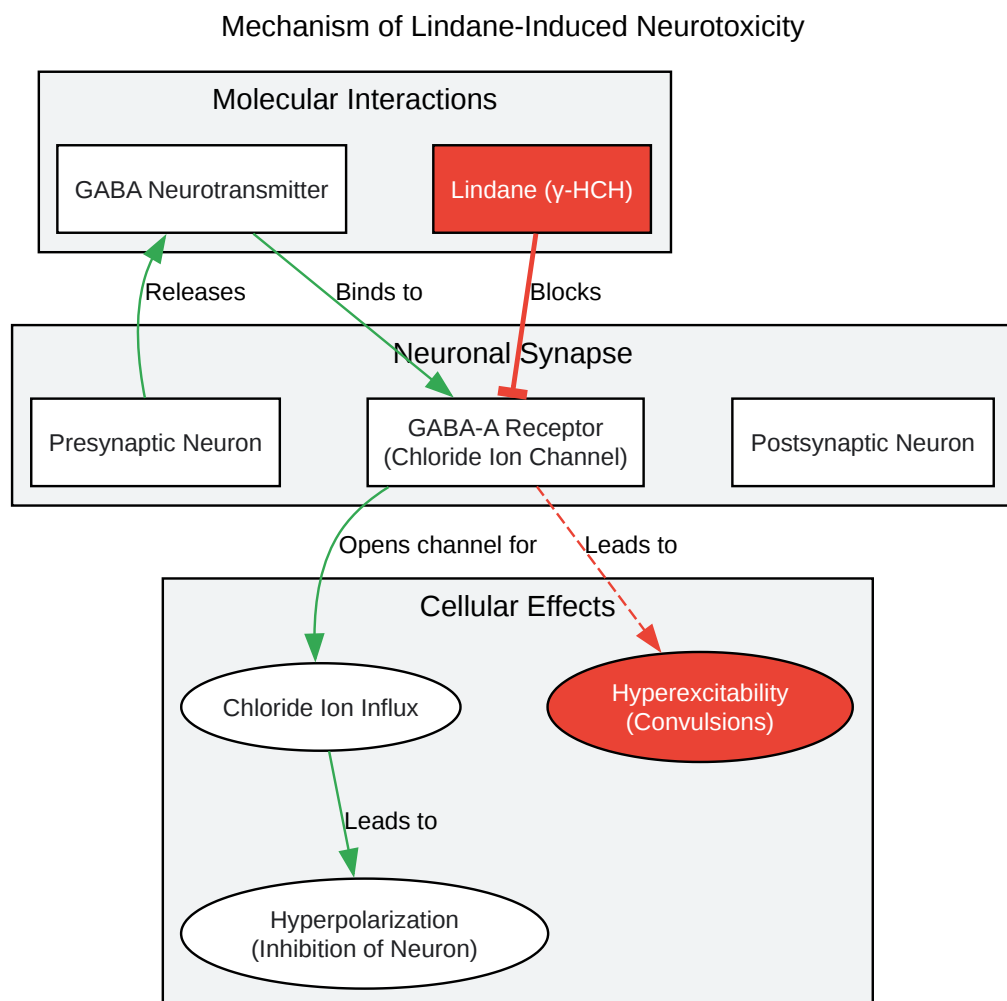 Mechanism of Lindane-Induced Neurotoxicity
Molecular Interactions
GABA Neurotransmitter
Lindane (γ-HCH)
Releases
Binds to
Blocks
Neuronal Synapse
Presynaptic Neuron
GABA-A Receptor
(Chloride Ion Channel)
Postsynaptic Neuron
Opens channel for
Leads to
Cellular Effects
Chloride Ion Influx
Hyperexcitability
(Convulsions)
Leads to
Hyperpolarization
(Inhibition of Neuron)